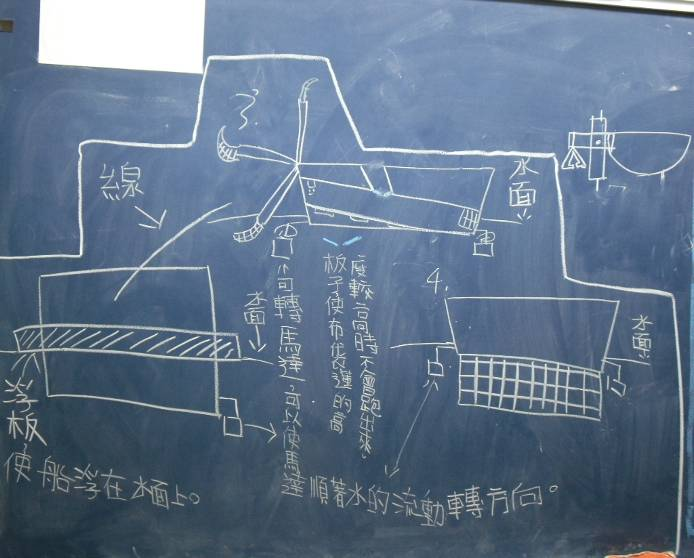 3.
水面
線
4.
水面
水面
可轉馬達,可以使馬達
順著水的流動轉方向。
板子使布袋運的高
度較高時不會跑出來.
浮板,
使船浮在水面上。